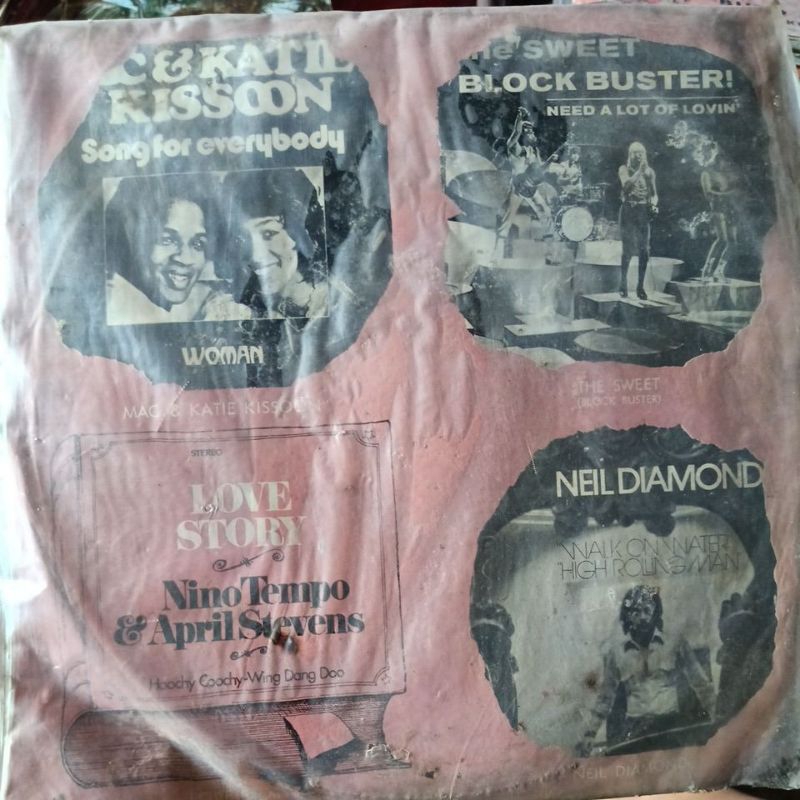 C & KATIE
KISSOON
Song for everybody
WOMAN
MAC & KATIE KISSOON
The SWEET
BLOCK BUSTER!
NEED A LOT OF LOVIN'
THE SWEET
(BLOCK BUSTER)
STEREO
LOVE
STORY
Nino Tempo
& April Stevens
Hoochy Coochy-Wing Dang Doo
NEIL DIAMOND
'WALK ON WATER'
'HIGH ROLLING MAN'
NEIL DIAMOND